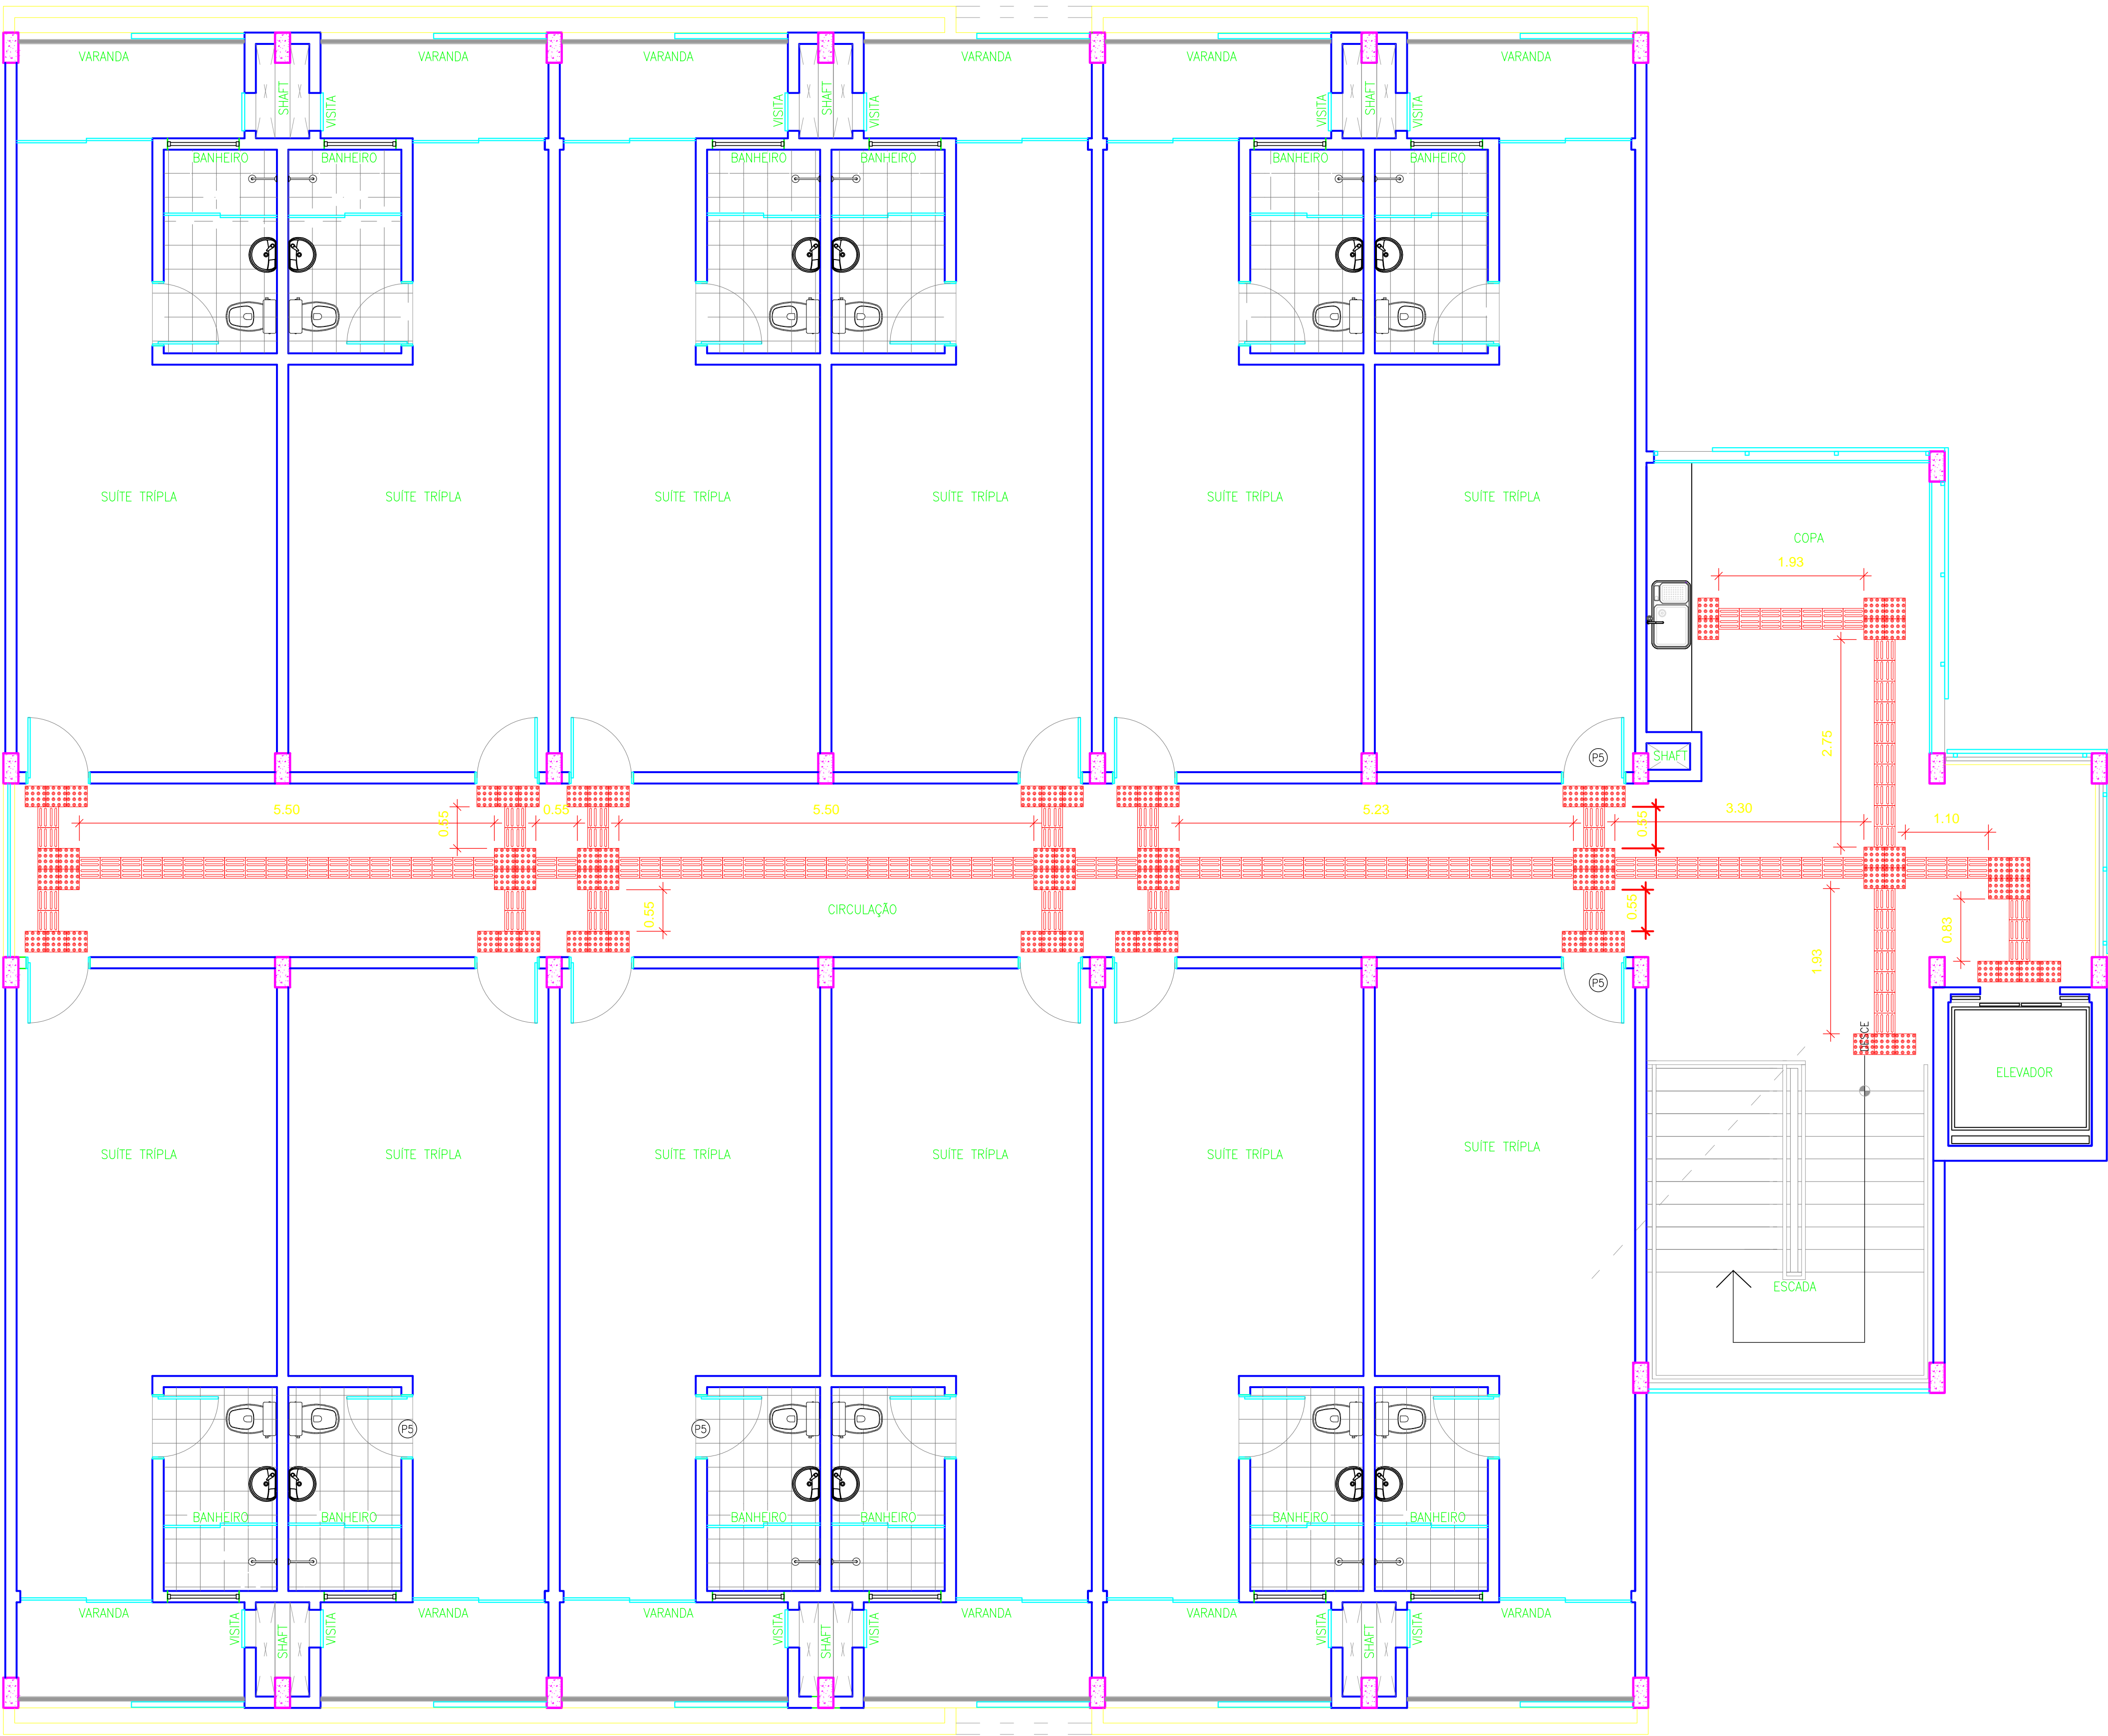 VARANDA
VARANDA
VARANDA
VARANDA
VARANDA
VARANDA
SHAFT
VISITA
VISITA
SHAFT
VISITA
VISITA
SHAFT
VISITA
BANHEIRO
BANHEIRO
BANHEIRO
BANHEIRO
BANHEIRO
BANHEIRO
SUÍTE TRÍPLA
SUÍTE TRÍPLA
SUÍTE TRÍPLA
SUÍTE TRÍPLA
SUÍTE TRÍPLA
SUÍTE TRÍPLA
COPA
1.93
2.75
P5
SHAFT
5.50
0.55
0.55
5.50
5.23
0.55
3.30
1.10
CIRCULAÇÃO
0.55
0.55
1.93
0.83
P5
DESCE
ELEVADOR
SUÍTE TRÍPLA
SUÍTE TRÍPLA
SUÍTE TRÍPLA
SUÍTE TRÍPLA
SUÍTE TRÍPLA
SUÍTE TRÍPLA
ESCADA
P5
P5
BANHEIRO
BANHEIRO
BANHEIRO
BANHEIRO
BANHEIRO
BANHEIRO
VARANDA
VARANDA
VARANDA
VARANDA
VARANDA
VARANDA
VISITA
SHAFT
VISITA
VISITA
SHAFT
VISITA
VISITA
SHAFT
VISITA